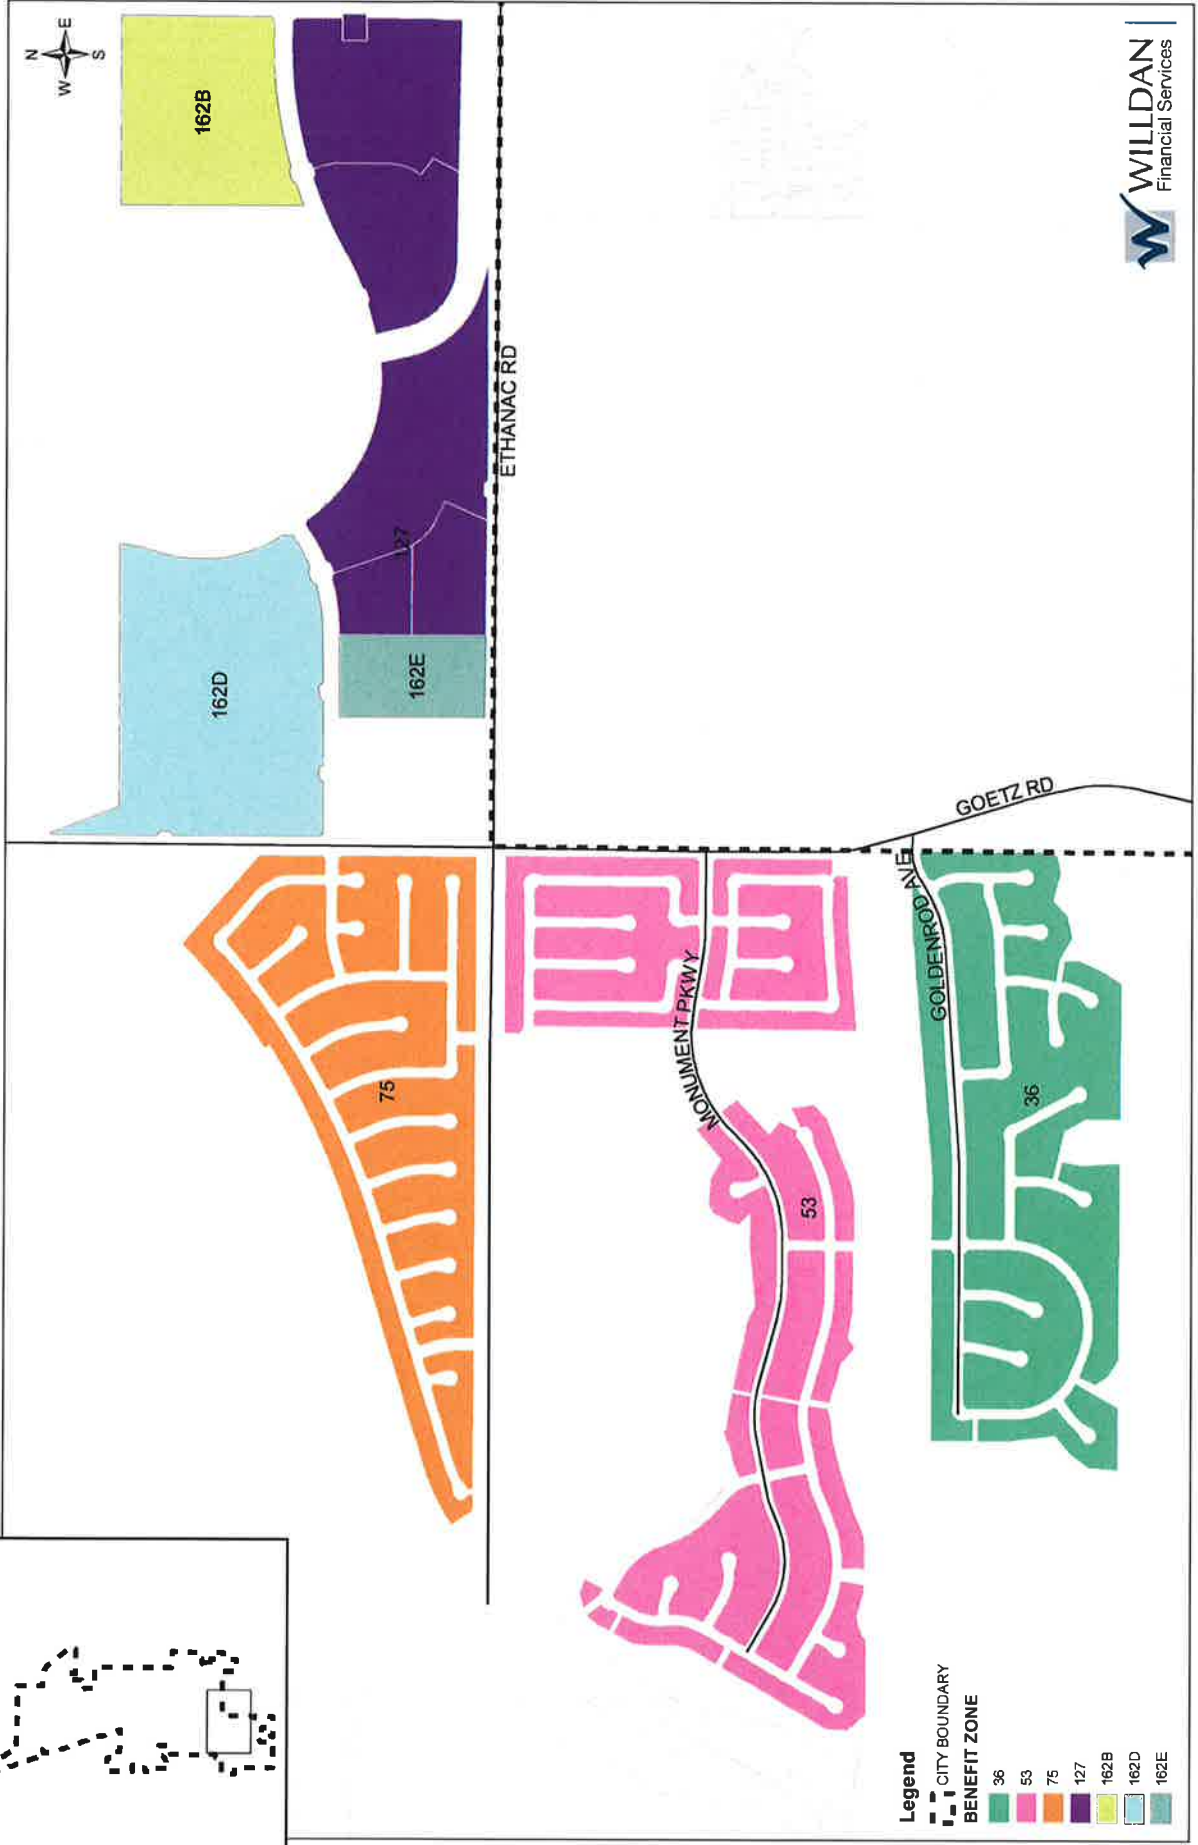 N
W E
S
162B
162D
127
162E
ETHANAC RD
75
MONUMENT PKWY
53
GOETZ RD
GOLDENROD AVE
36
Legend
CITY BOUNDARY
BENEFIT ZONE
36
53
75
127
162B
162D
162E
W WILLDAN
Financial Services